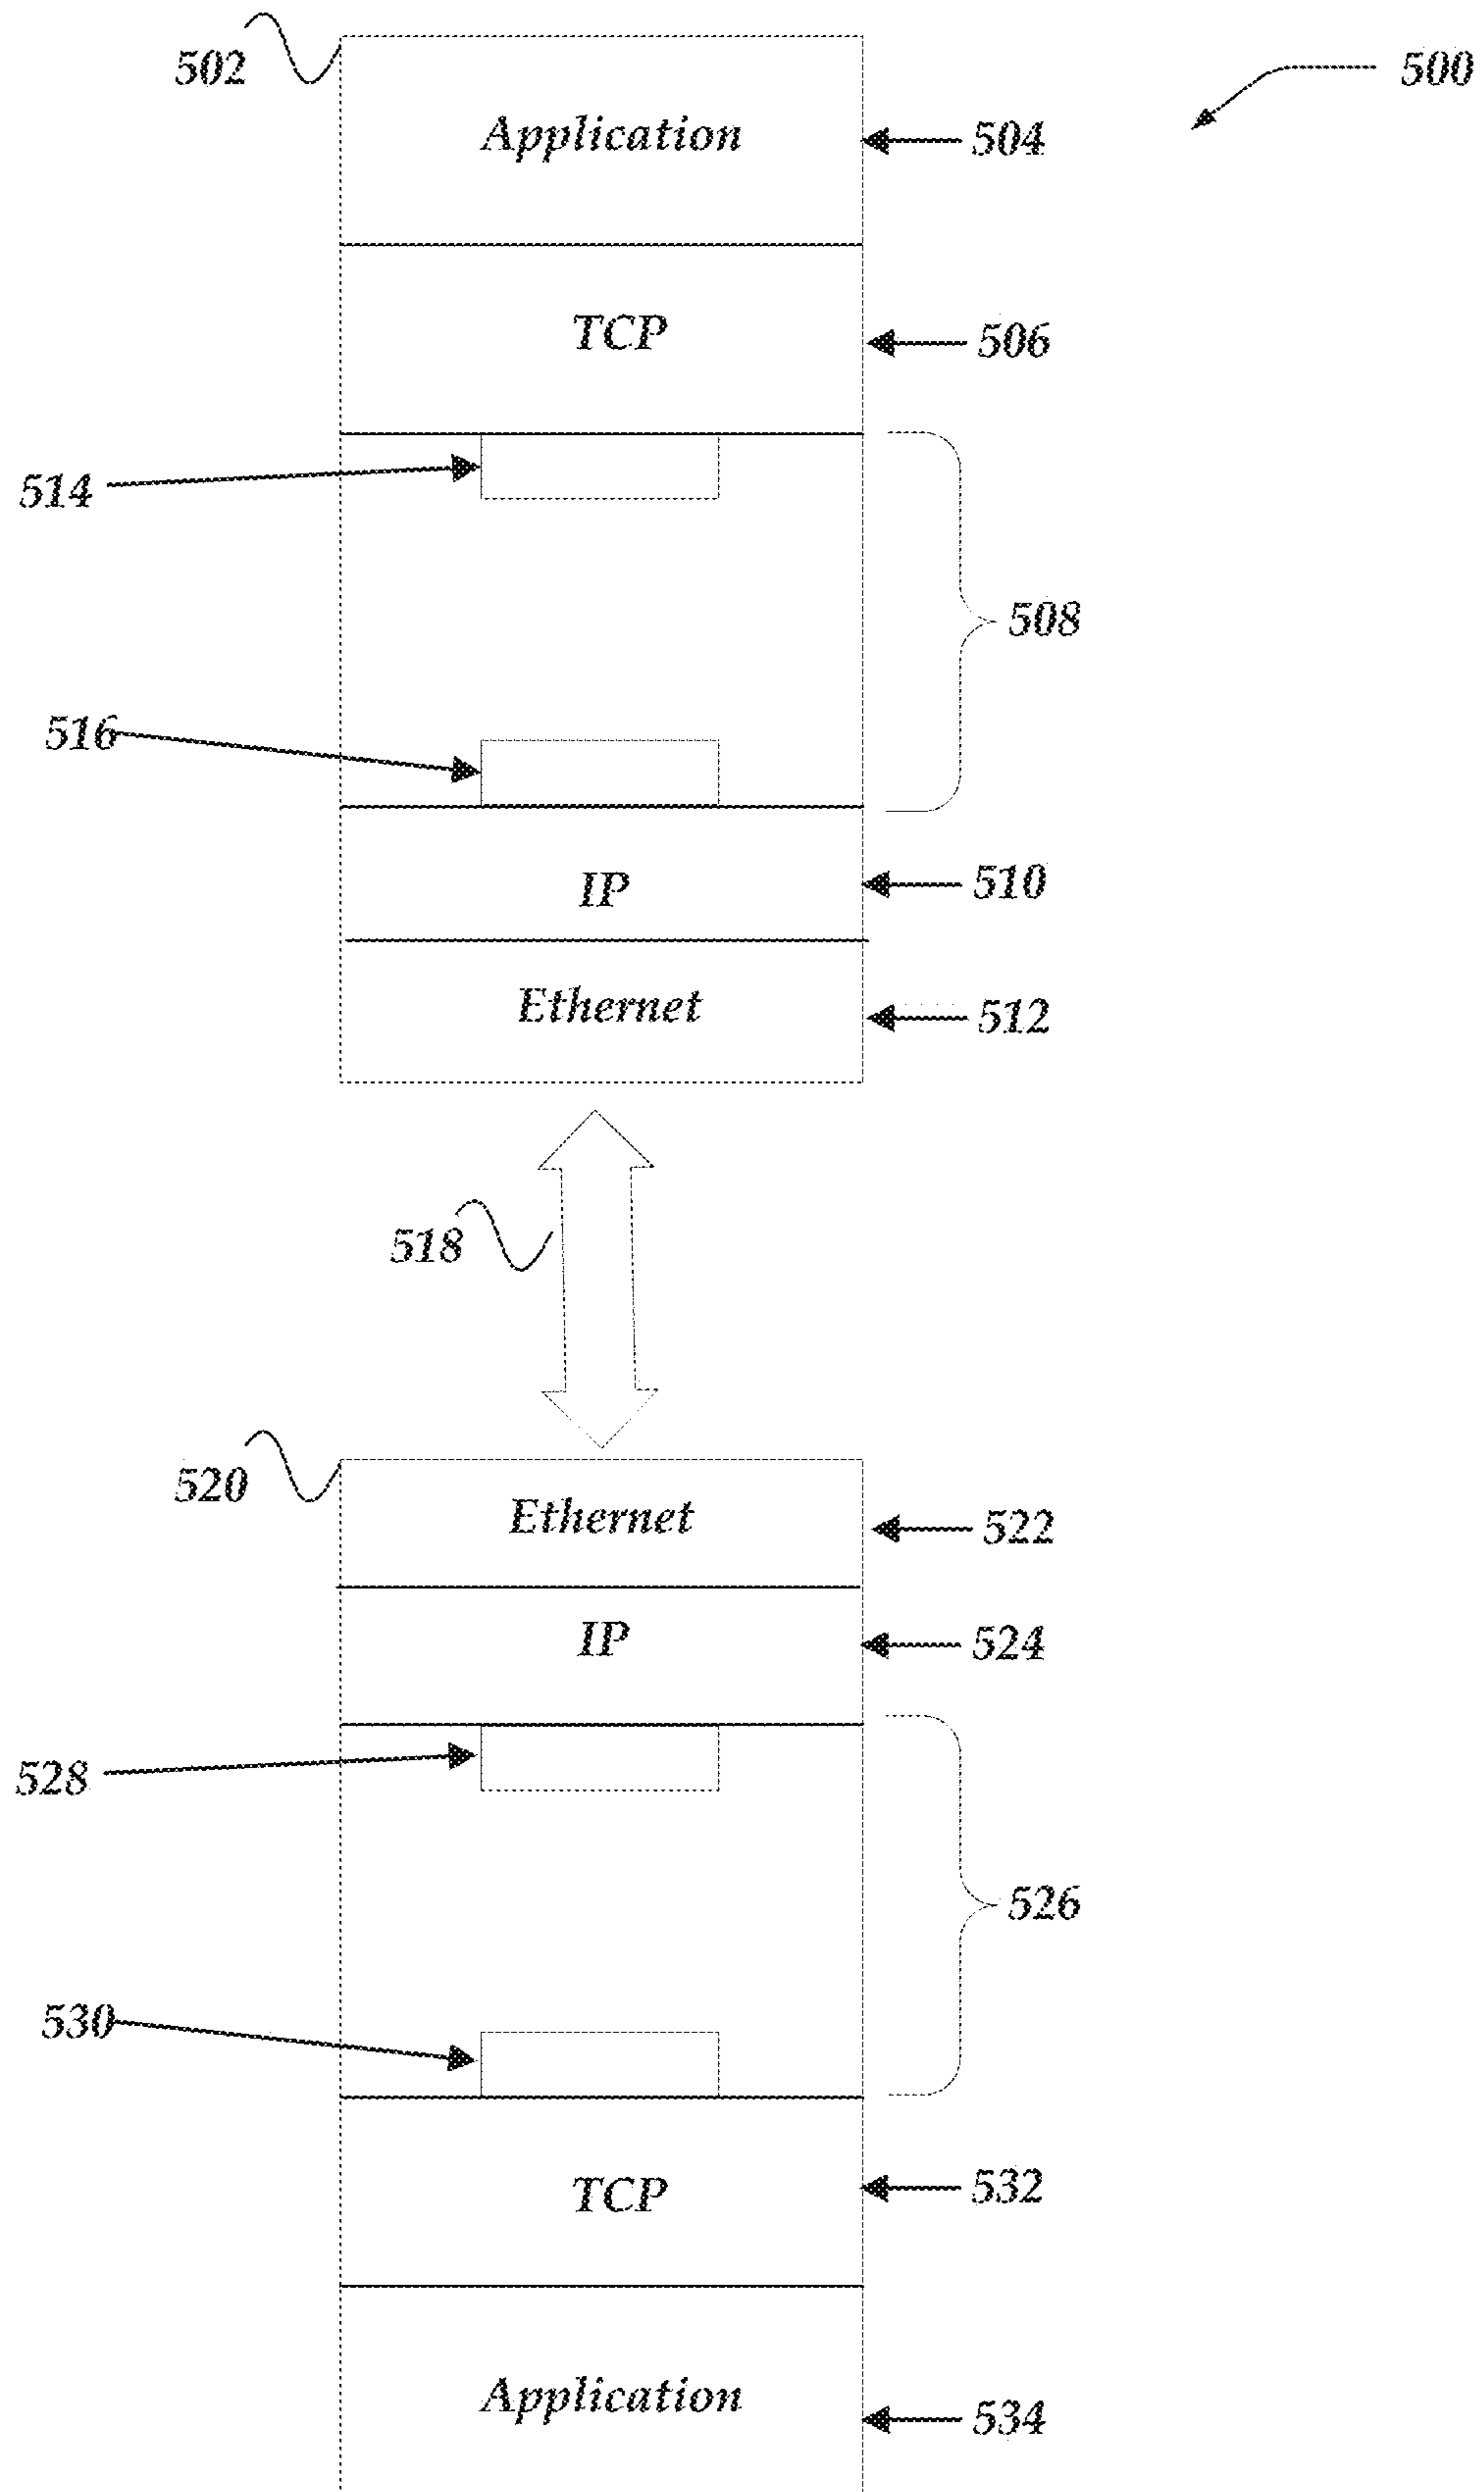 502
500
Application
504
TCP
506
514
508
516
IP
510
Ethernet
512
518
520
Ethernet
522
IP
524
528
526
530
TCP
532
Application
534